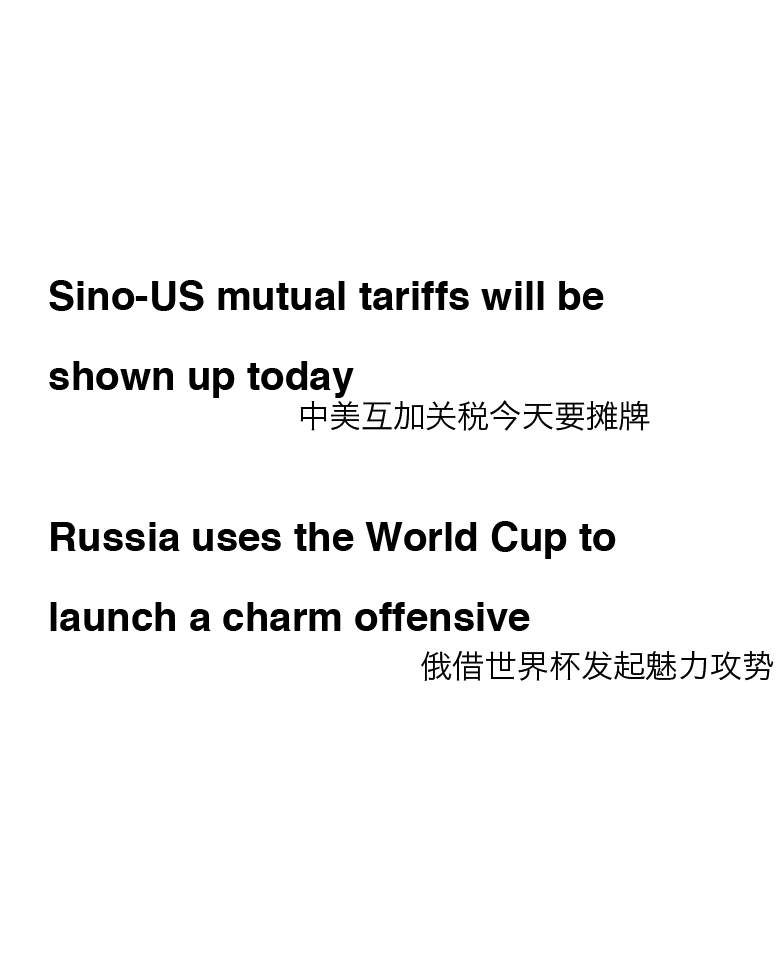 Sino-US mutual tariffs will be
shown up today
中美互加关税今天要摊牌
Russia uses the World Cup to
launch a charm offensive
俄借世界杯发起魅力攻势